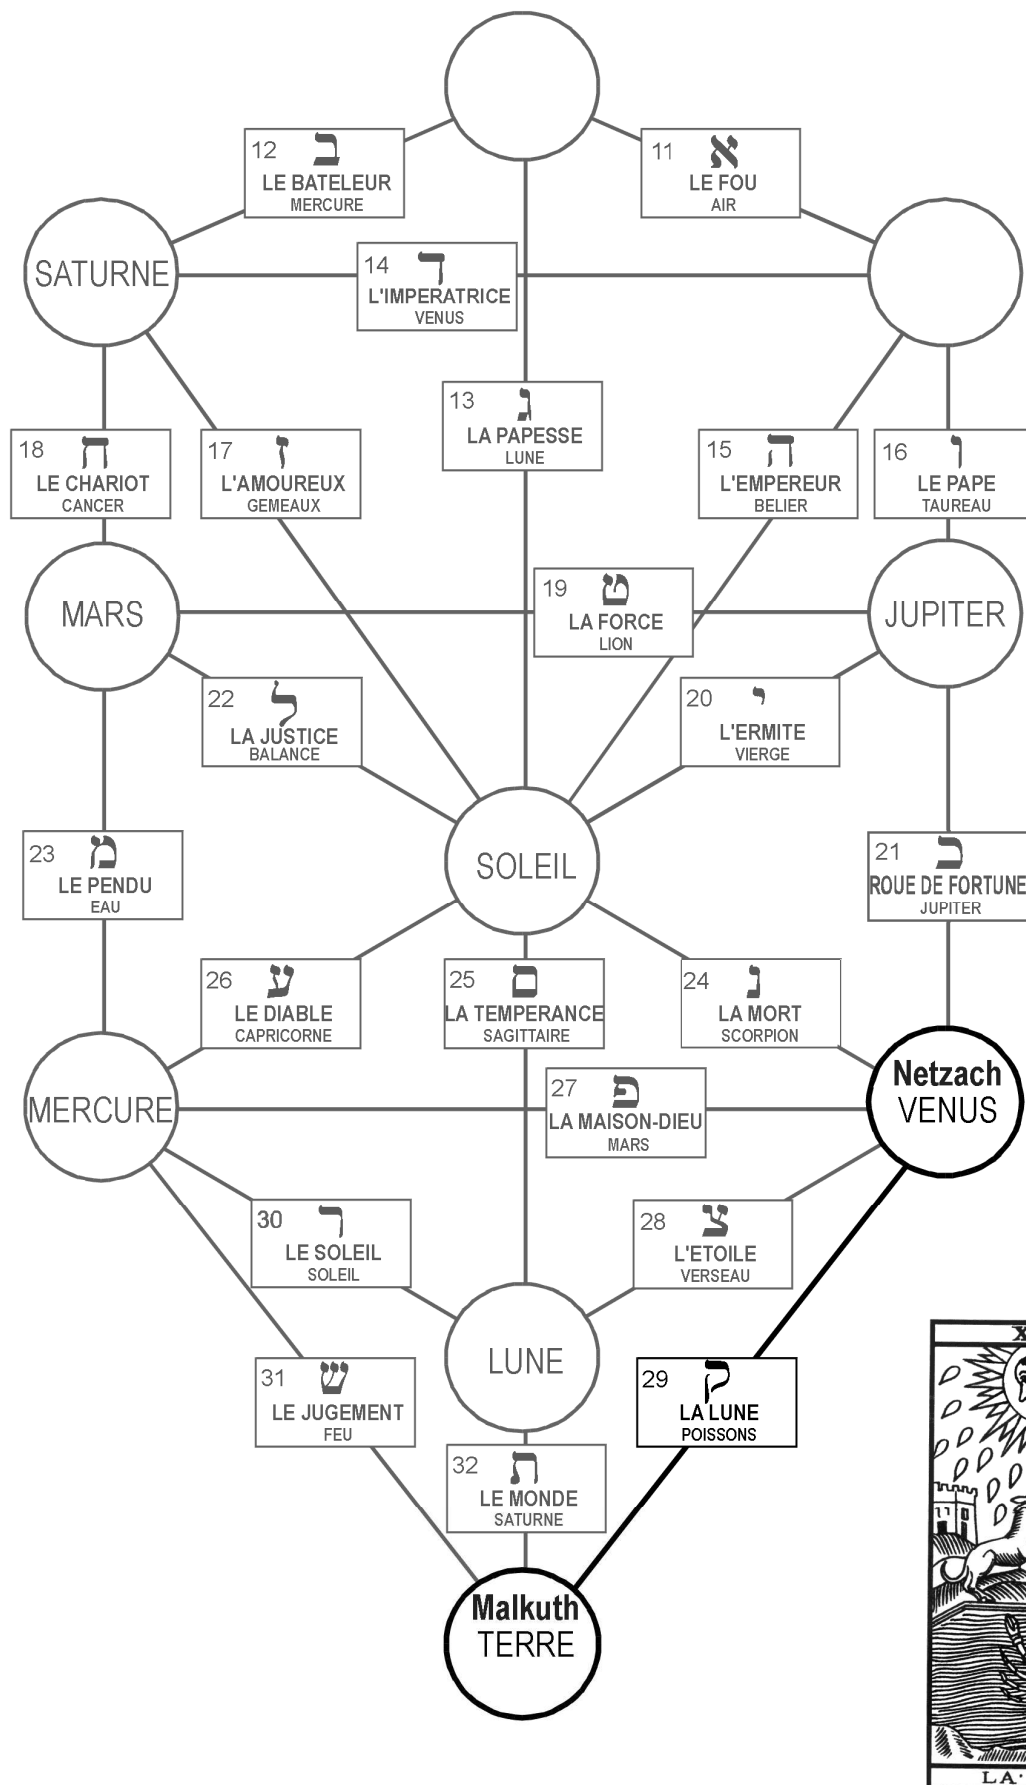 12 ב
LE BATELEUR
MERCURE
11 א
LE FOU
AIR
SATURNE
14 ד
L'IMPERATRICE
VENUS
13 ג
LA PAPESSE
LUNE
18 ח
LE CHARIOT
CANCER
17 ז
L'AMOUREUX
GEMEAUX
15 ה
L'EMPEREUR
BELIER
16 ו
LE PAPE
TAUREAU
MARS
19 ט
LA FORCE
LION
JUPITER
22 ל
LA JUSTICE
BALANCE
20 י
L'ERMITE
VIERGE
23 מ
LE PENDU
EAU
SOLEIL
21 כ
ROUE DE FORTUNE
JUPITER
26 ע
LE DIABLE
CAPRICORNE
25 ם
LA TEMPERANCE
SAGITTAIRE
24 נ
LA MORT
SCORPION
MERCURE
27 פ
LA MAISON-DIEU
MARS
Netzach
VENUS
30 ר
LE SOLEIL
SOLEIL
28 צ
L'ETOILE
VERSEAU
LUNE
31 ש
LE JUGEMENT
FEU
29 ק
LA LUNE
POISSONS
32 ת
LE MONDE
SATURNE
Malkuth
TERRE
LA